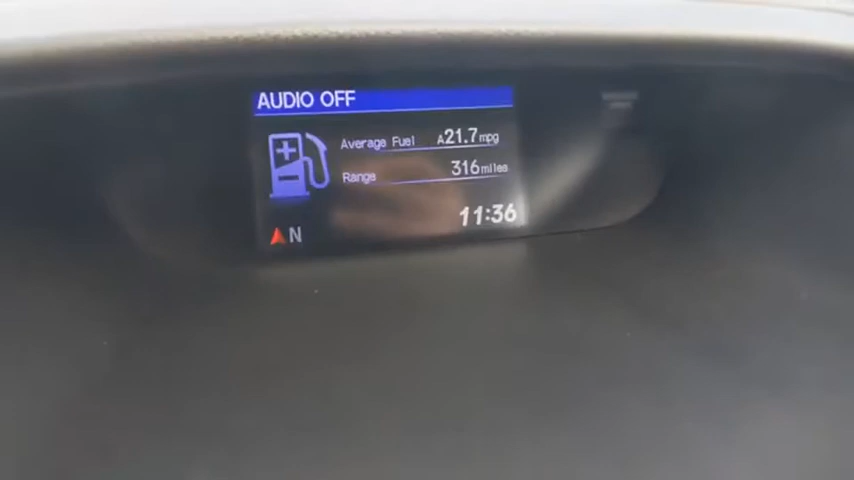 AUDIO OFF
Average Fuel A21.7mpg
Range 316miles
11:36
N